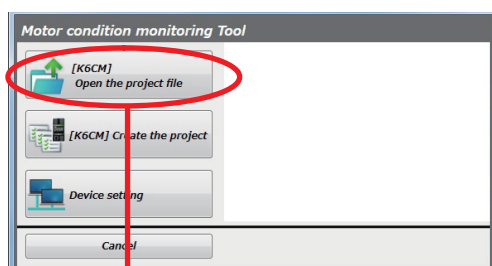 Motor condition monitoring Tool
[K6CM]
Open the project file
[K6CM] Create the project
Device setting
Cancel